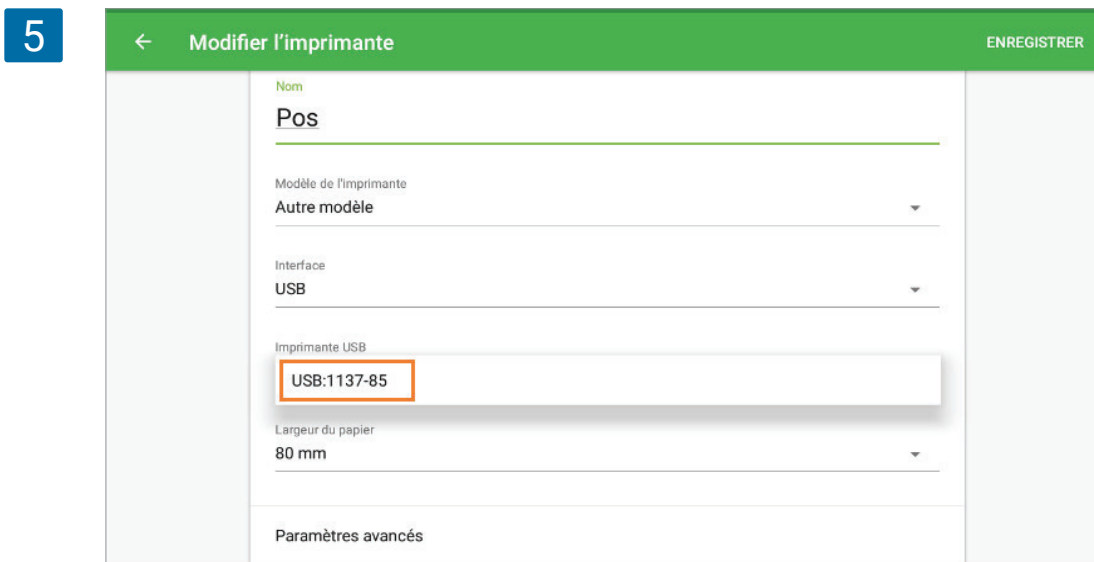 5
Modifier l'imprimante
ENREGISTRER
Nom
Pos
Modèle de l'imprimante
Autre modèle
Interface
USB
Imprimante USB
USB:1137-85
Largeur du papier
80 mm
Paramètres avancés